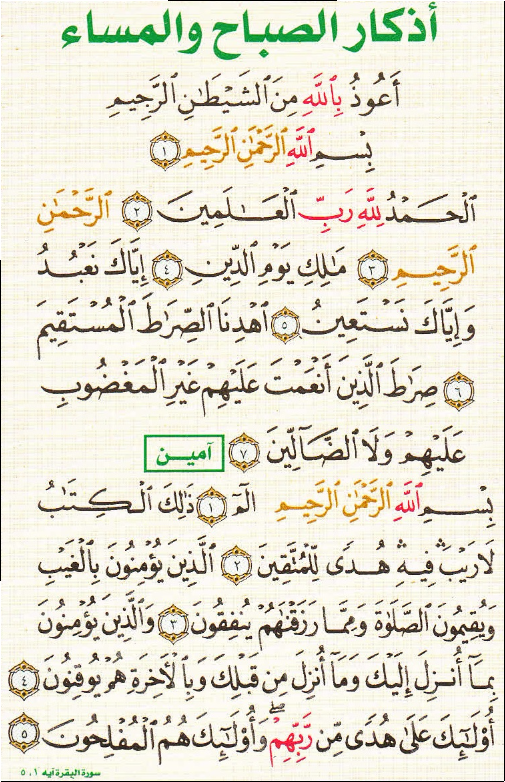 أذكار الصباح والمساء
أَعُوذُ بِٱللَّهِ مِنَ ٱلشَّيْطَٰنِ ٱلرَّجِيمِ
بِسْمِ ٱللَّهِ ٱلرَّحْمَٰنِ ٱلرَّحِيمِ ١
ٱلْحَمْدُ لِلَّهِ رَبِّ ٱلْعَٰلَمِينَ ٢ ٱلرَّحْمَٰنِ
ٱلرَّحِيمِ ٣ مَٰلِكِ يَوْمِ ٱلدِّينِ ٤ إِيَّاكَ نَعْبُدُ
وَإِيَّاكَ نَسْتَعِينُ ٥ ٱهْدِنَا ٱلصِّرَٰطَ ٱلْمُسْتَقِيمَ
٦ صِرَٰطَ ٱلَّذِينَ أَنْعَمْتَ عَلَيْهِمْ غَيْرِ ٱلْمَغْضُوبِ
عَلَيْهِمْ وَلَا ٱلضَّآلِّينَ ٧ آمين
بِسْمِ ٱللَّهِ ٱلرَّحْمَٰنِ ٱلرَّحِيمِ الٓمٓ ١ ذَٰلِكَ ٱلْكِتَٰبُ
لَا رَيْبَ فِيهِ هُدًى لِّلْمُتَّقِينَ ٢ ٱلَّذِينَ يُؤْمِنُونَ بِٱلْغَيْبِ
وَيُقِيمُونَ ٱلصَّلَوٰةَ وَمِمَّا رَزَقْنَٰهُمْ يُنفِقُونَ ٣ وَٱلَّذِينَ يُؤْمِنُونَ
بِمَآ أُنزِلَ إِلَيْكَ وَمَآ أُنزِلَ مِن قَبْلِكَ وَبِٱلْأَخِرَةِ هُمْ يُوقِنُونَ ٤
أُو۟لَٰٓئِكَ عَلَىٰ هُدًى مِّن رَّبِّهِمْ ۖ وَأُو۟لَٰٓئِكَ هُمُ ٱلْمُفْلِحُونَ ٥
سورة البقرة آيه ١، ٥